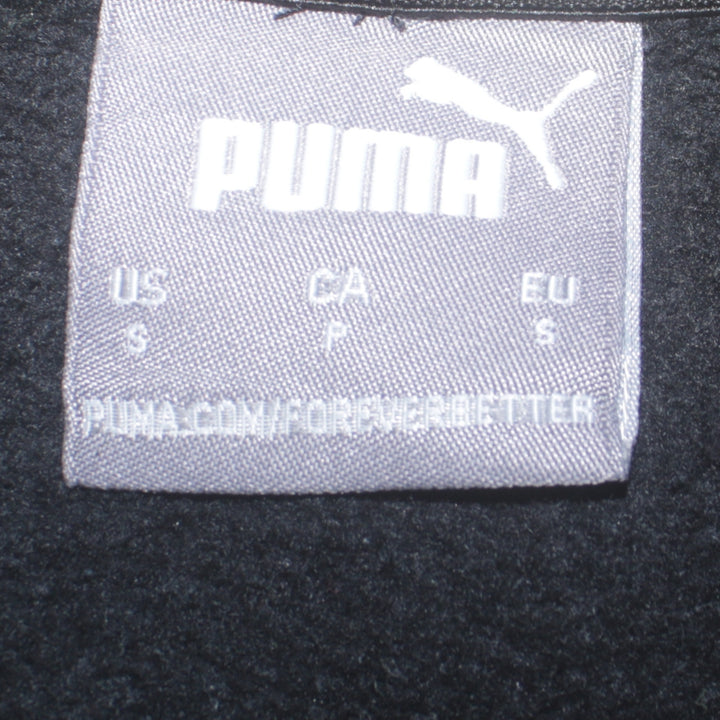 PUMA
US CA EU
S P S
PUMA.COM/FOREVERBETTER